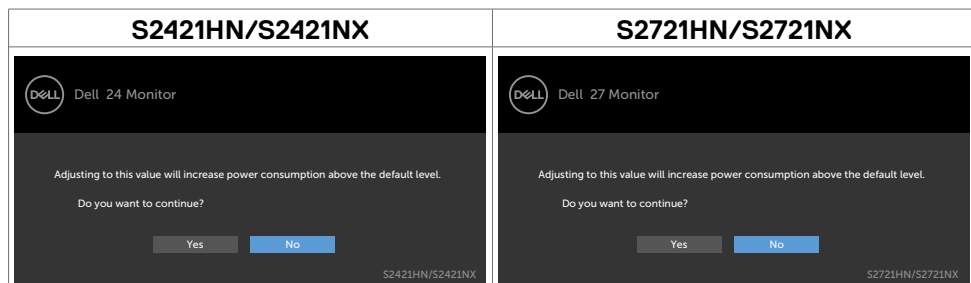 S2421HN/S2421NX
S2721HN/S2721NX
DELL Dell 24 Monitor
Adjusting to this value will increase power consumption above the default level.
Do you want to continue?
Yes No
S2421HN/S2421NX
DELL Dell 27 Monitor
Adjusting to this value will increase power consumption above the default level.
Do you want to continue?
Yes No
S2721HN/S2721NX